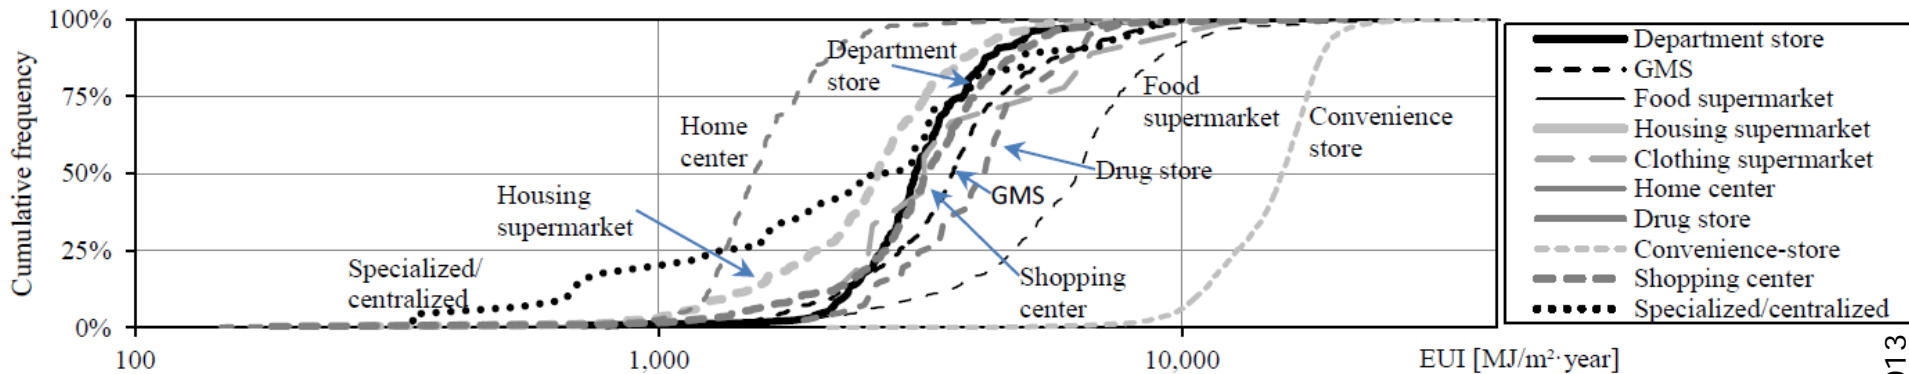 100%
75%
50%
25%
0%
Cumulative frequency
100
1,000
10,000
EUI [MJ/m²·year]
Home
center
Department
store
Food
supermarket
Convenience
store
Drug store
GMS
Housing
supermarket
Shopping
center
Specialized/
centralized
Department store
GMS
Food supermarket
Housing supermarket
Clothing supermarket
Home center
Drug store
Convenience-store
Shopping center
Specialized/centralized